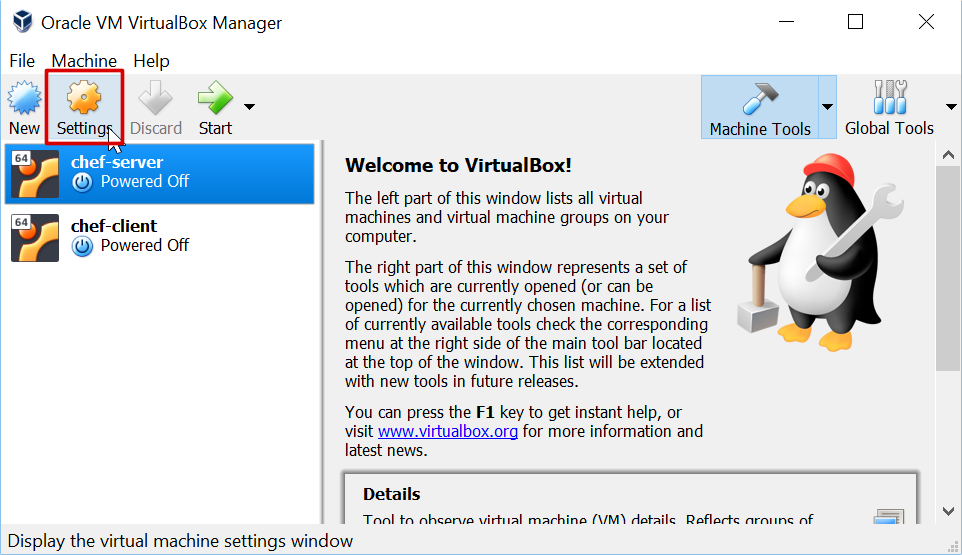 Oracle VM VirtualBox Manager
File Machine Help
New Settings Discard Start Machine Tools Global Tools
64 chef-server
Powered Off
64 chef-client
Powered Off
Welcome to VirtualBox!
The left part of this window lists all virtual
machines and virtual machine groups on your
computer.
The right part of this window represents a set of
tools which are currently opened (or can be
opened) for the currently chosen machine. For a list
of currently available tools check the corresponding
menu at the right side of the main tool bar located
at the top of the window. This list will be extended
with new tools in future releases.
You can press the F1 key to get instant help, or
visit www.virtualbox.org for more information and
latest news.
Details
Tool to observe virtual machine (VM) details. Reflects groups of
Display the virtual machine settings window